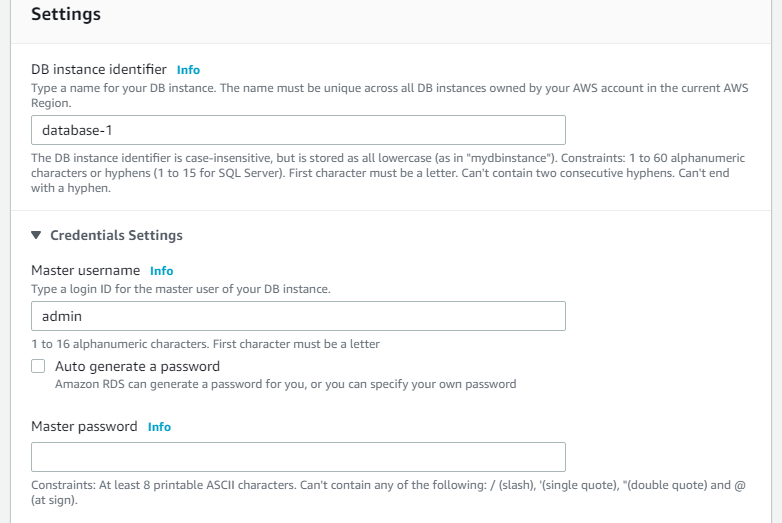 Settings
DB instance identifier Info
Type a name for your DB instance. The name must be unique across all DB instances owned by your AWS account in the current AWS
Region.
database-1
The DB instance identifier is case-insensitive, but is stored as all lowercase (as in "mydbinstance"). Constraints: 1 to 60 alphanumeric
characters or hyphens (1 to 15 for SQL Server). First character must be a letter. Can't contain two consecutive hyphens. Can't end
with a hyphen.
Credentials Settings
Master username Info
Type a login ID for the master user of your DB instance.
admin
1 to 16 alphanumeric characters. First character must be a letter
Auto generate a password
Amazon RDS can generate a password for you, or you can specify your own password
Master password Info
Constraints: At least 8 printable ASCII characters. Can't contain any of the following: / (slash), '(single quote), "(double quote) and @
(at sign).